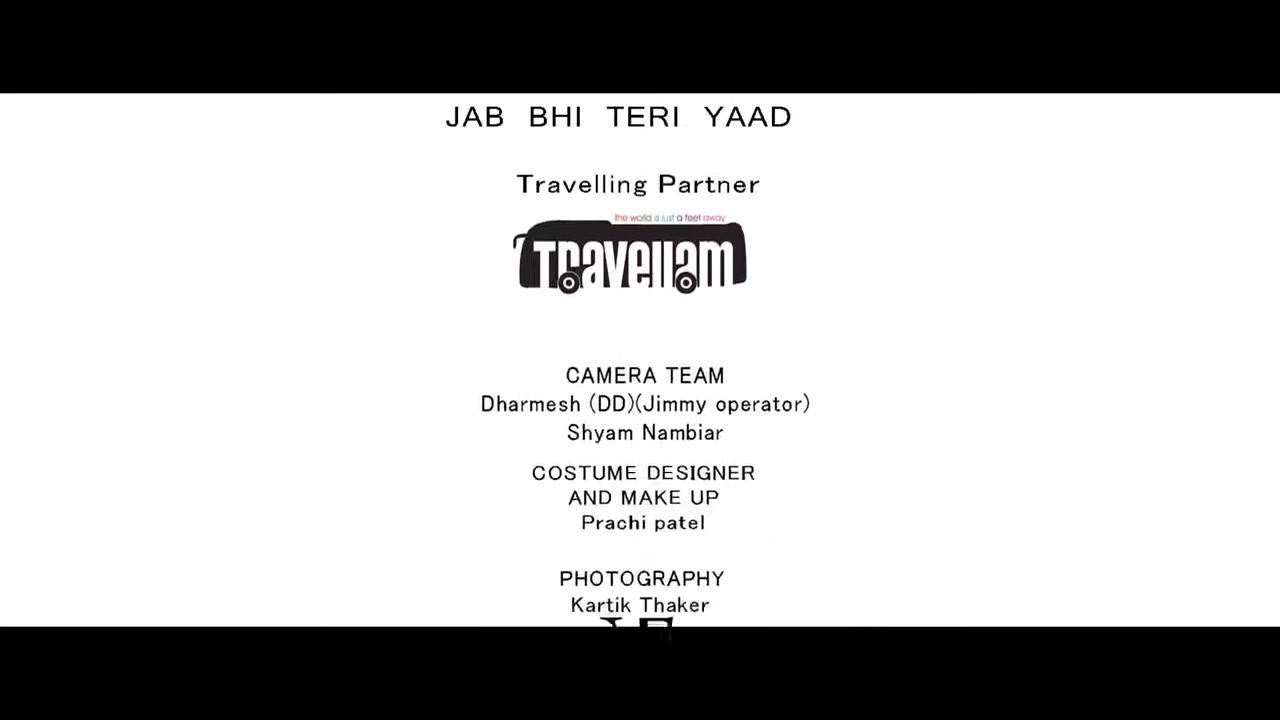 JAB BHI TERI YAAD
Travelling Partner
the world is just a feet away
Travellam
CAMERA TEAM
Dharmesh (DD)(Jimmy operator)
Shyam Nambiar
COSTUME DESIGNER
AND MAKE UP
Prachi patel
PHOTOGRAPHY
Kartik Thaker